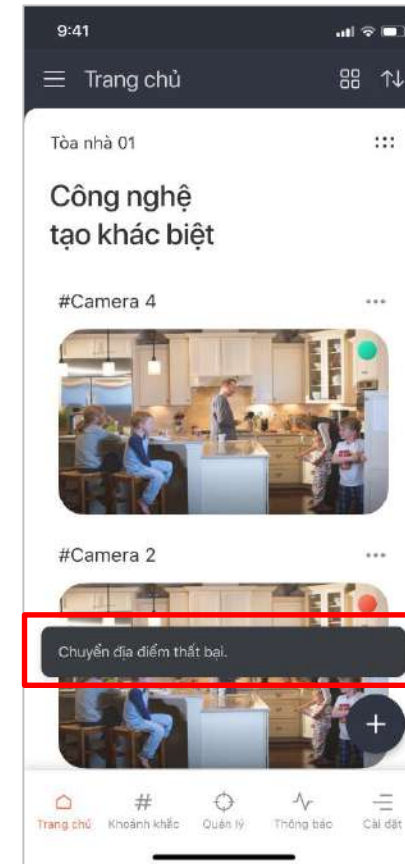 9:41
Trang chủ
Tòa nhà 01
Công nghệ
tạo khác biệt
#Camera 4
#Camera 2
Chuyển địa điểm thất bại.
Trang chủ Khoảnh khắc Quản lý Thông báo Cài đặt